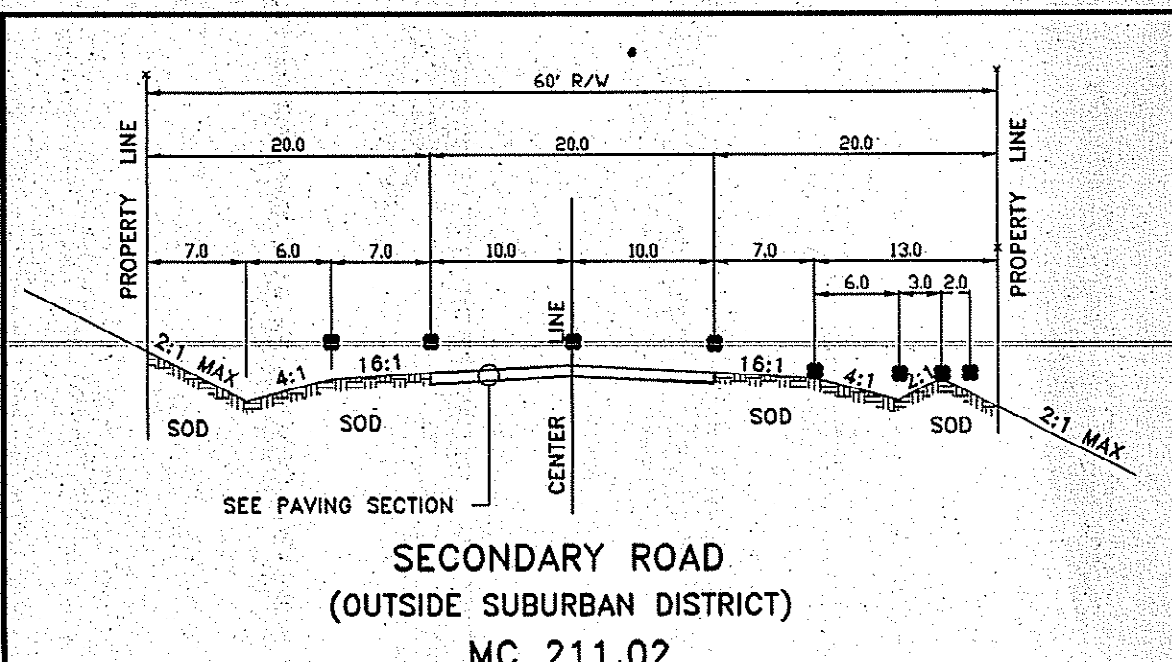 60' R/W
PROPERTY LINE
20.0 20.0 20.0
PROPERTY LINE
7.0 6.0 7.0 10.0 10.0 7.0 13.0
6.0 3.0 2.0
CENTER LINE
2:1 MAX 4:1 16:1 16:1 4:1 2:1 2:1 MAX
SOD SOD SOD SOD
SEE PAVING SECTION
SECONDARY ROAD
(OUTSIDE SUBURBAN DISTRICT)
MC 211.02